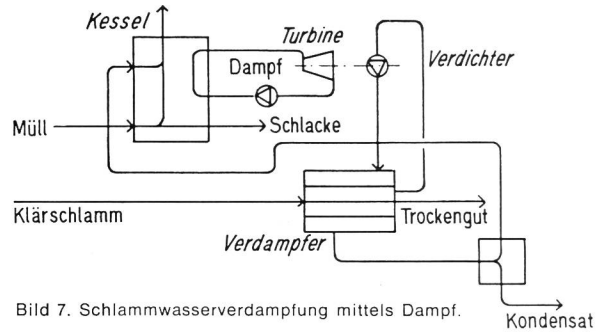 Kessel
Turbine
Dampf
Verdichter
Müll
Schlacke
Klärschlamm
Trockengut
Verdampfer
Bild 7. Schlammwasserverdampfung mittels Dampf.
Kondensat